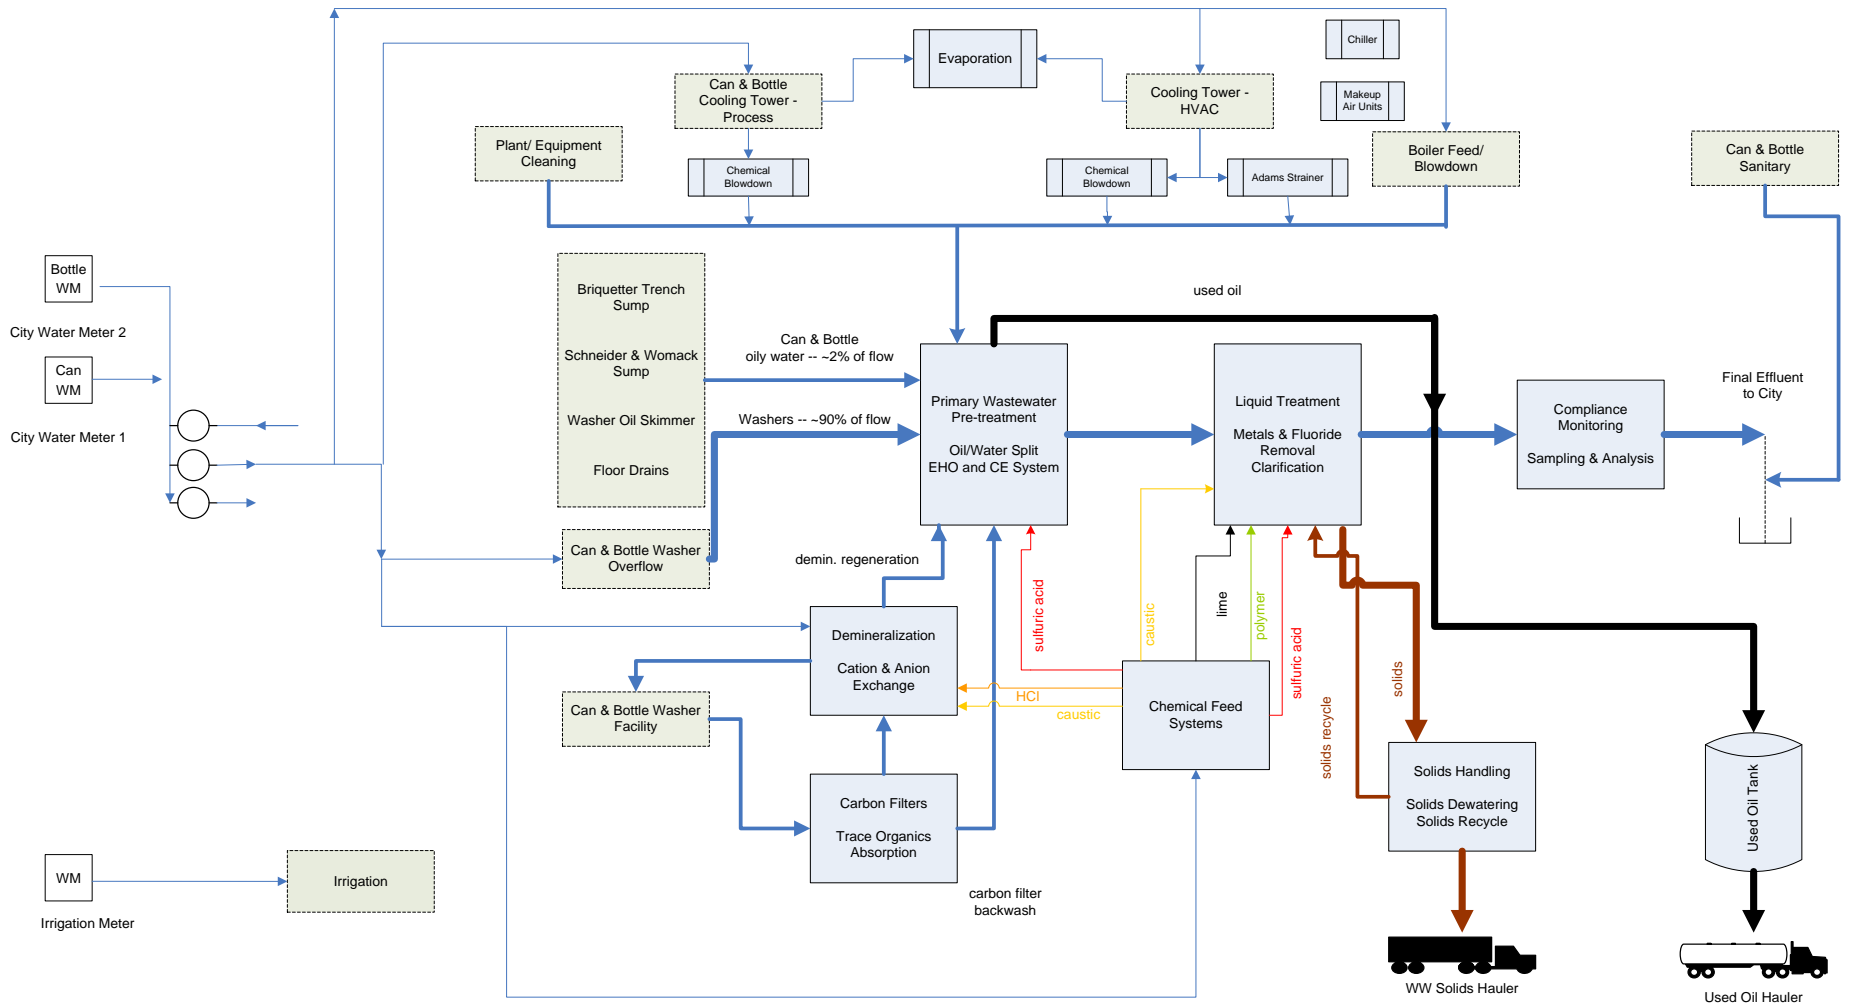 Evaporation
Chiller
Makeup
Air Units
Can & Bottle
Cooling Tower -
Process
Cooling Tower -
HVAC
Plant/ Equipment
Cleaning
Chemical
Blowdown
Chemical
Blowdown
Adams Strainer
Boiler Feed/
Blowdown
Can & Bottle
Sanitary
Bottle
WM
City Water Meter 2
Can
WM
City Water Meter 1
Briquetter Trench
Sump
Schneider & Womack
Sump
Washer Oil Skimmer
Floor Drains
used oil
Can & Bottle
oily water -- ~2% of flow
Washers -- ~90% of flow
Primary Wastewater
Pre-treatment
Oil/Water Split
EHO and CE System
Liquid Treatment
Metals & Fluoride
Removal
Clarification
Compliance
Monitoring
Sampling & Analysis
Final Effluent
to City
Can & Bottle Washer
Overflow
demin. regeneration
sulfuric acid
caustic
lime
polymer
sulfuric acid
solids recycle
solids
Demineralization
Cation & Anion
Exchange
HCl
caustic
Chemical Feed
Systems
Can & Bottle Washer
Facility
Carbon Filters
Trace Organics
Absorption
carbon filter
backwash
Solids Handling
Solids Dewatering
Solids Recycle
Used Oil Tank
WM
Irrigation Meter
Irrigation
WW Solids Hauler
Used Oil Hauler